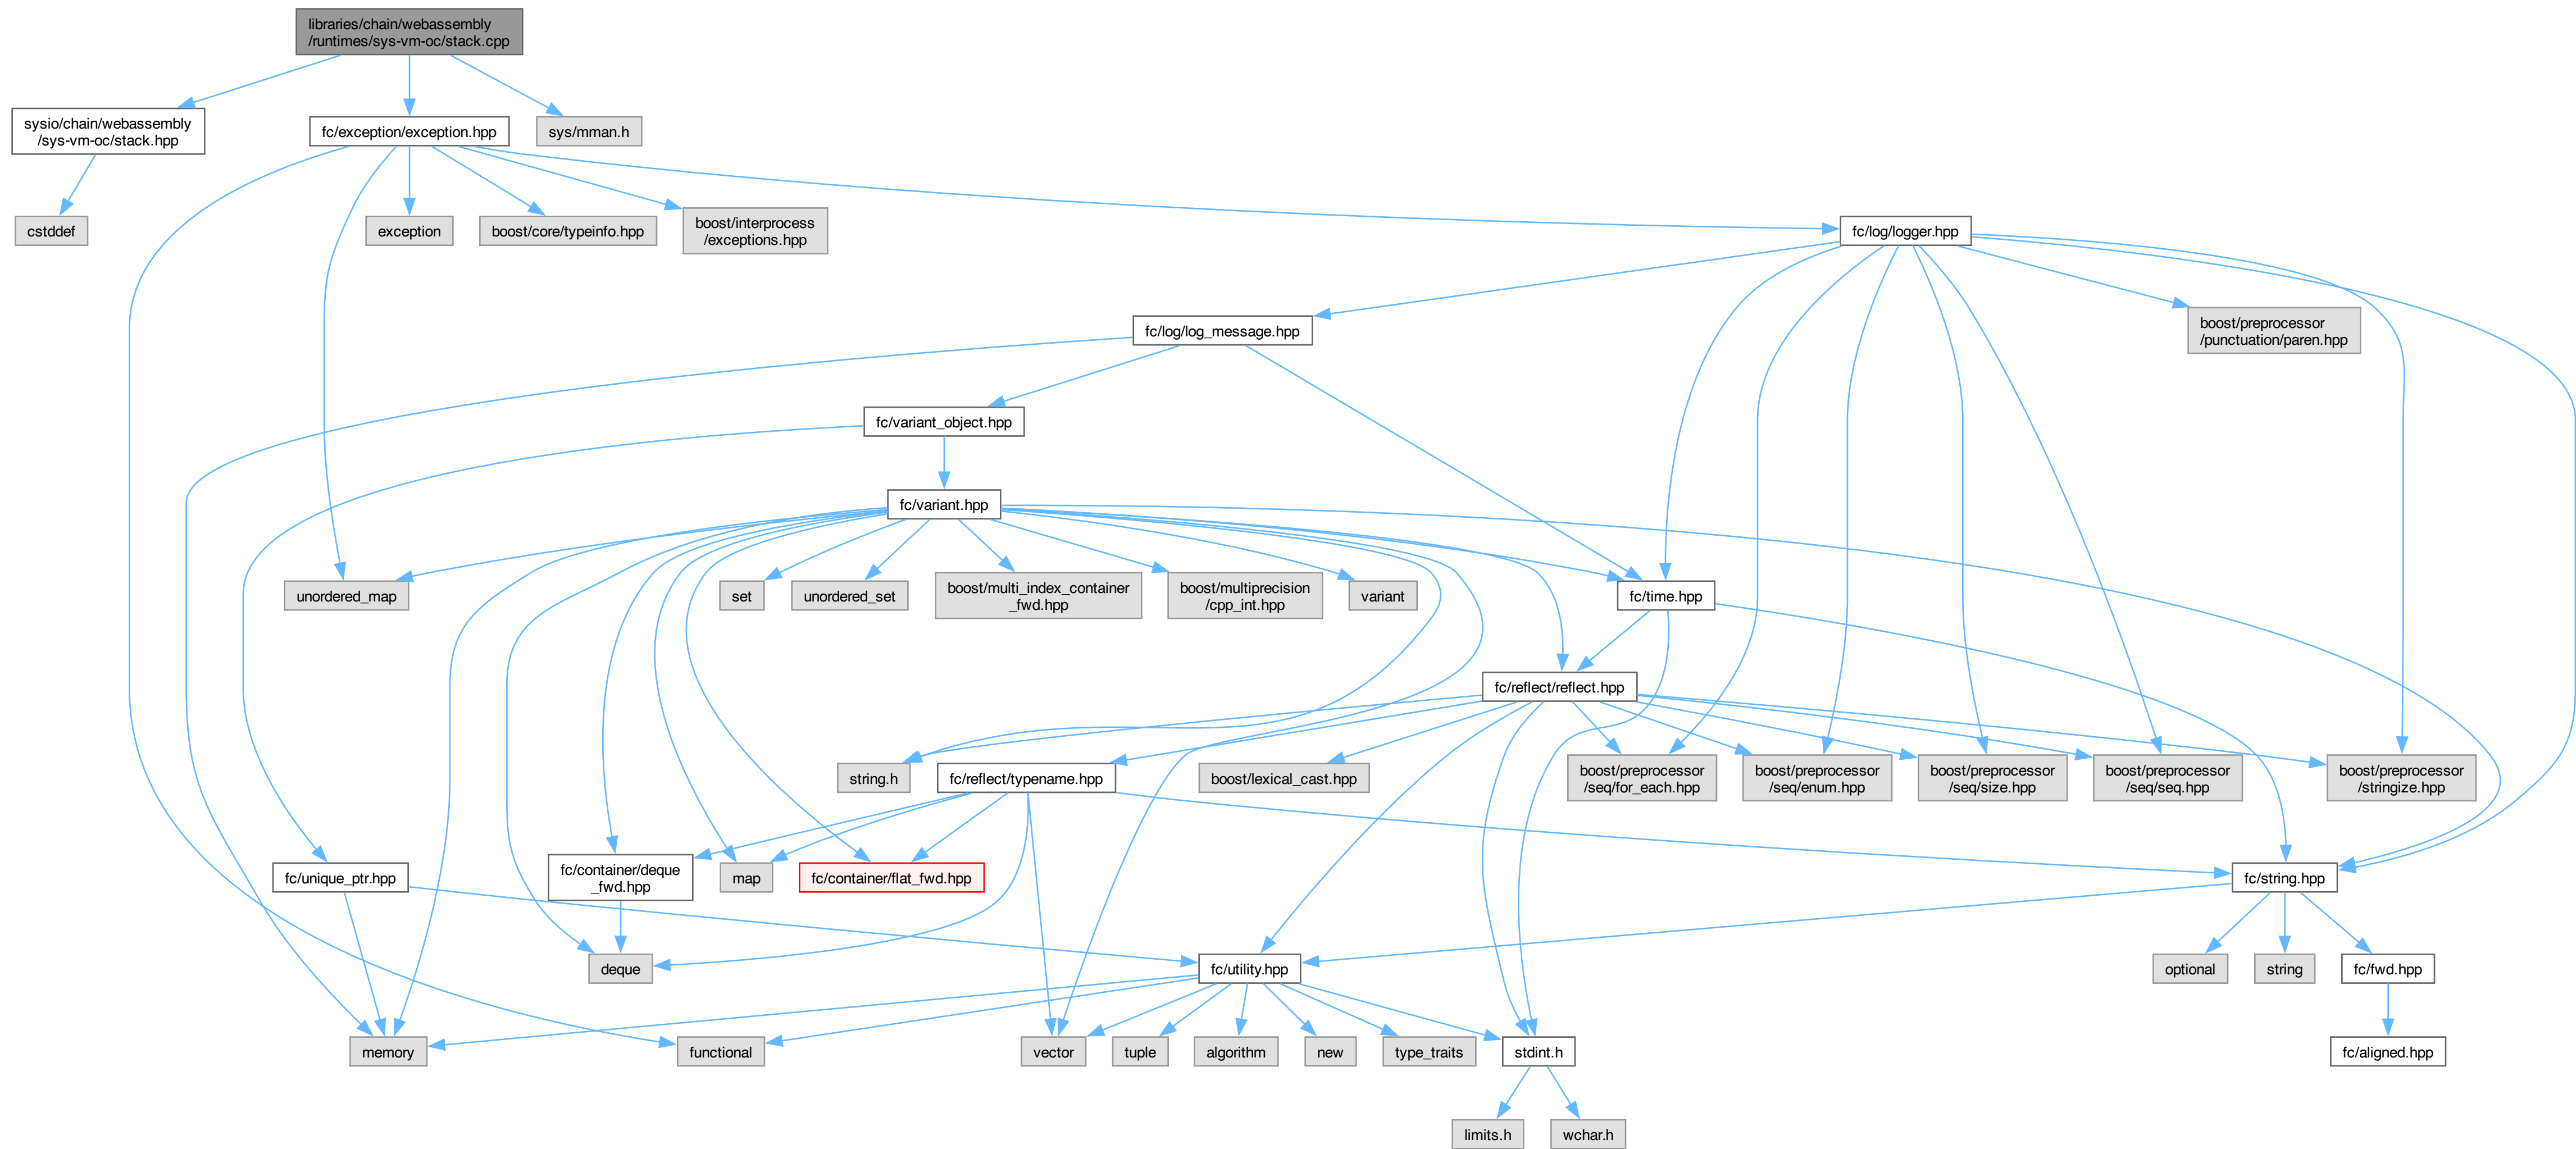 libraries/chain/webassembly
/runtimes/sys-vm-oc/stack.cpp
sysio/chain/webassembly
/sys-vm-oc/stack.hpp
fc/exception/exception.hpp
sys/mman.h
cstddef
exception
boost/core/typeinfo.hpp
boost/interprocess
/exceptions.hpp
fc/log/logger.hpp
fc/log/log_message.hpp
boost/preprocessor
/punctuation/paren.hpp
fc/variant_object.hpp
fc/variant.hpp
unordered_map
set
unordered_set
boost/multi_index_container
_fwd.hpp
boost/multiprecision
/cpp_int.hpp
variant
fc/time.hpp
fc/reflect/reflect.hpp
string.h
fc/reflect/typename.hpp
boost/lexical_cast.hpp
boost/preprocessor
/seq/for_each.hpp
boost/preprocessor
/seq/enum.hpp
boost/preprocessor
/seq/size.hpp
boost/preprocessor
/seq/seq.hpp
boost/preprocessor
/stringize.hpp
fc/unique_ptr.hpp
fc/container/deque
_fwd.hpp
map
fc/container/flat_fwd.hpp
fc/string.hpp
deque
fc/utility.hpp
optional
string
fc/fwd.hpp
memory
functional
vector
tuple
algorithm
new
type_traits
stdint.h
fc/aligned.hpp
limits.h
wchar.h